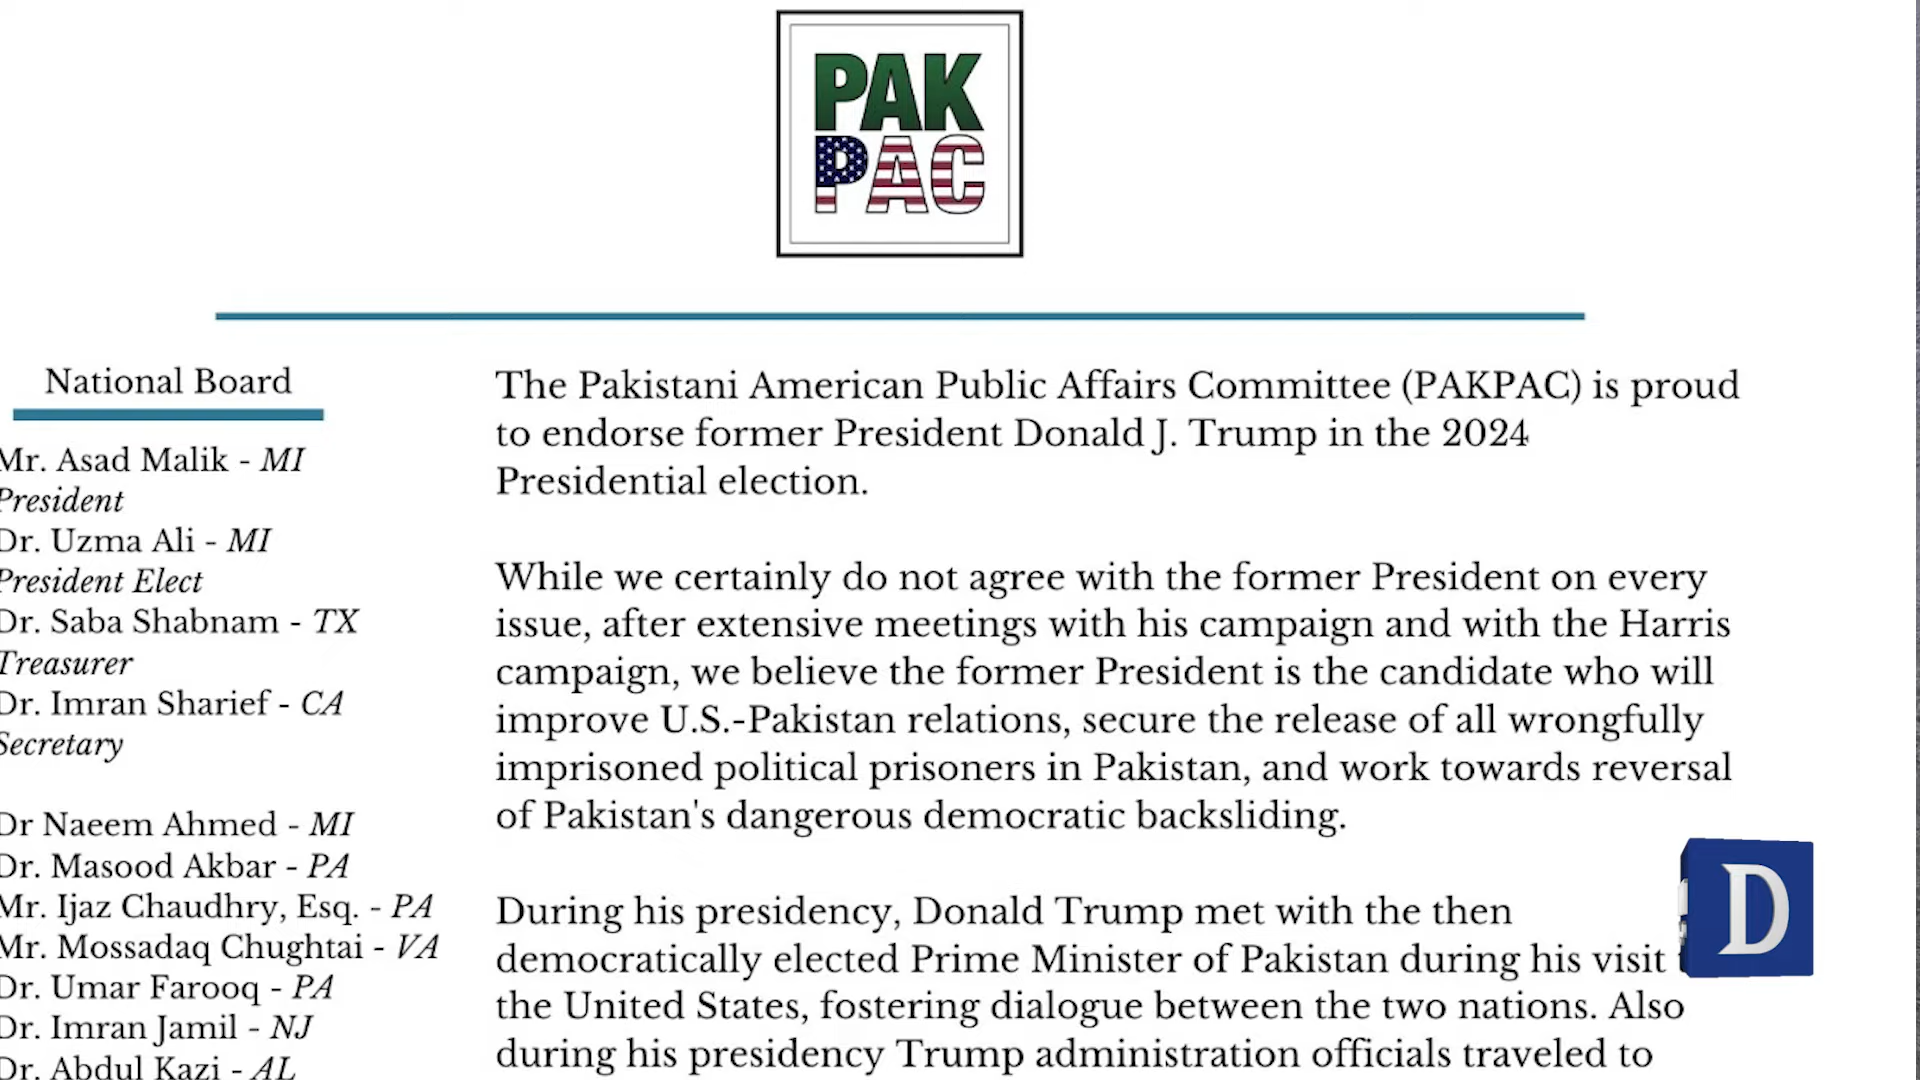 PAK
PAC
National Board
Mr. Asad Malik - MI
President
Dr. Uzma Ali - MI
President Elect
Dr. Saba Shabnam - TX
Treasurer
Dr. Imran Sharief - CA
Secretary
Dr Naeem Ahmed - MI
Dr. Masood Akbar - PA
Mr. Ijaz Chaudhry, Esq. - PA
Mr. Mossadaq Chughtai - VA
Dr. Umar Farooq - PA
Dr. Imran Jamil - NJ
Dr. Abdul Kazi - AL
The Pakistani American Public Affairs Committee (PAKPAC) is proud
to endorse former President Donald J. Trump in the 2024
Presidential election.
While we certainly do not agree with the former President on every
issue, after extensive meetings with his campaign and with the Harris
campaign, we believe the former President is the candidate who will
improve U.S.-Pakistan relations, secure the release of all wrongfully
imprisoned political prisoners in Pakistan, and work towards reversal
of Pakistan's dangerous democratic backsliding.
During his presidency, Donald Trump met with the then
democratically elected Prime Minister of Pakistan during his visit
the United States, fostering dialogue between the two nations. Also
during his presidency Trump administration officials traveled to
D